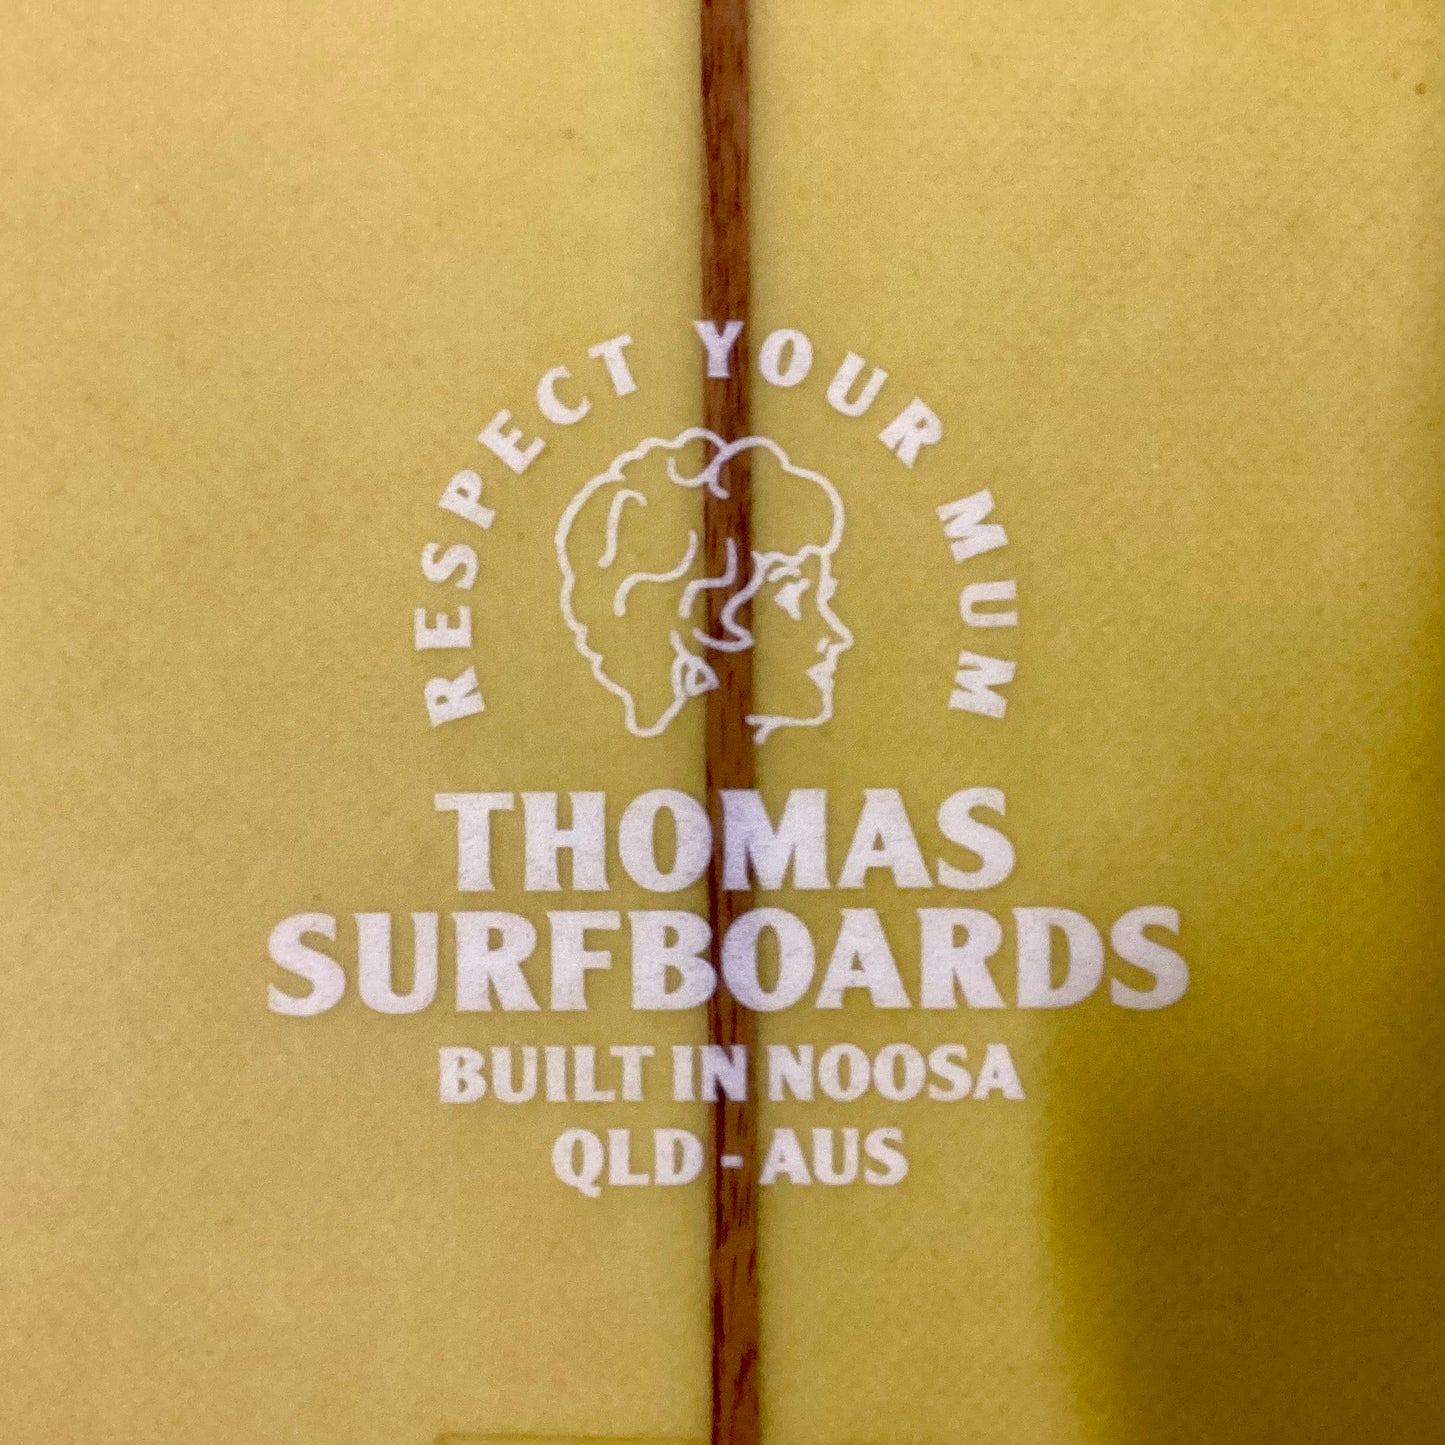 RESPECT YOUR MUM
THOMAS
SURFBOARDS
BUILT IN NOOSA
QLD - AUS